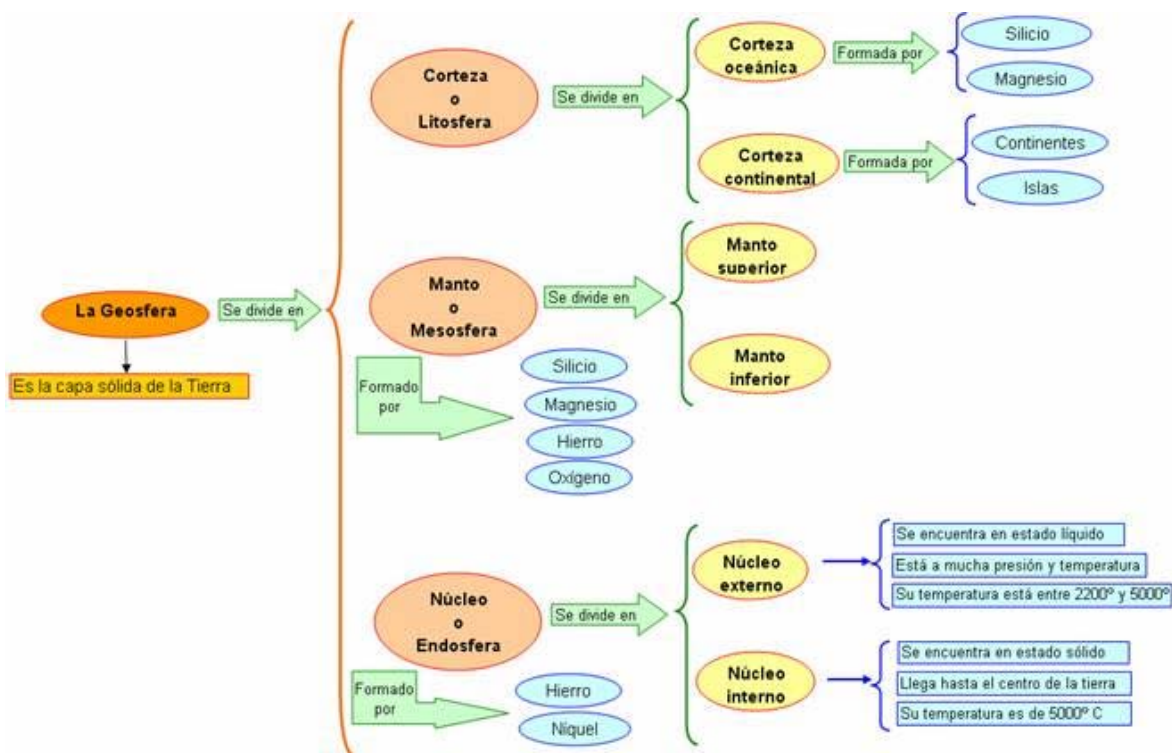 La Geosfera
Es la capa sólida de la Tierra
Se divide en
Corteza
o
Litosfera
Se divide en
Corteza
oceánica
Formada por
Silicio
Magnesio
Corteza
continental
Formada por
Continentes
Islas
Manto
o
Mesosfera
Se divide en
Manto
superior
Manto
inferior
Formado
por
Silicio
Magnesio
Hierro
Oxígeno
Núcleo
o
Endosfera
Se divide en
Núcleo
externo
Se encuentra en estado líquido
Está a mucha presión y temperatura
Su temperatura está entre 2200º y 5000º
Núcleo
interno
Se encuentra en estado sólido
Llega hasta el centro de la tierra
Su temperatura es de 5000º C
Formado
por
Hierro
Níquel